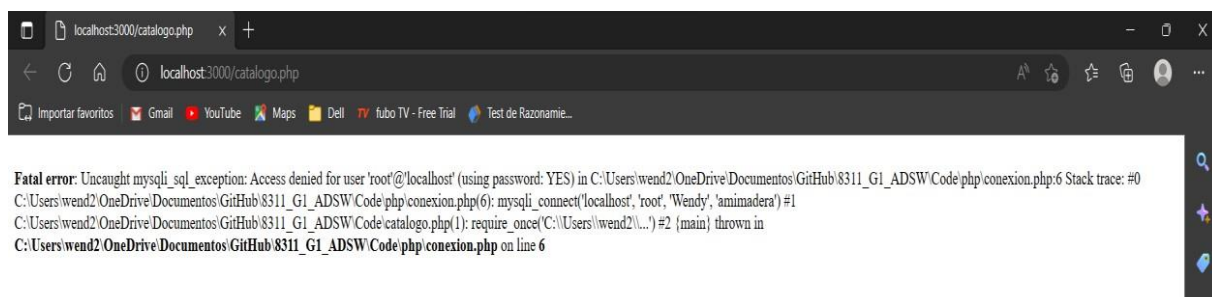 localhost:3000/catalogo.php
localhost:3000/catalogo.php
Importar favoritos Gmail YouTube Maps Dell fubo TV - Free Trial Test de Razonamie...
Fatal error: Uncaught mysqli_sql_exception: Access denied for user 'root'@'localhost' (using password: YES) in C:\Users\wend2\OneDrive\Documentos\GitHub\8311_G1_ADSW\Code\php\conexion.php:6 Stack trace: #0
C:\Users\wend2\OneDrive\Documentos\GitHub\8311_G1_ADSW\Code\php\conexion.php(6): mysqli_connect('localhost', 'root', 'Wendy', 'amimadera') #1
C:\Users\wend2\OneDrive\Documentos\GitHub\8311_G1_ADSW\Code\catalogo.php(1): require_once('C:\\Users\\wend2\\...') #2 {main} thrown in
C:\Users\wend2\OneDrive\Documentos\GitHub\8311_G1_ADSW\Code\php\conexion.php on line 6